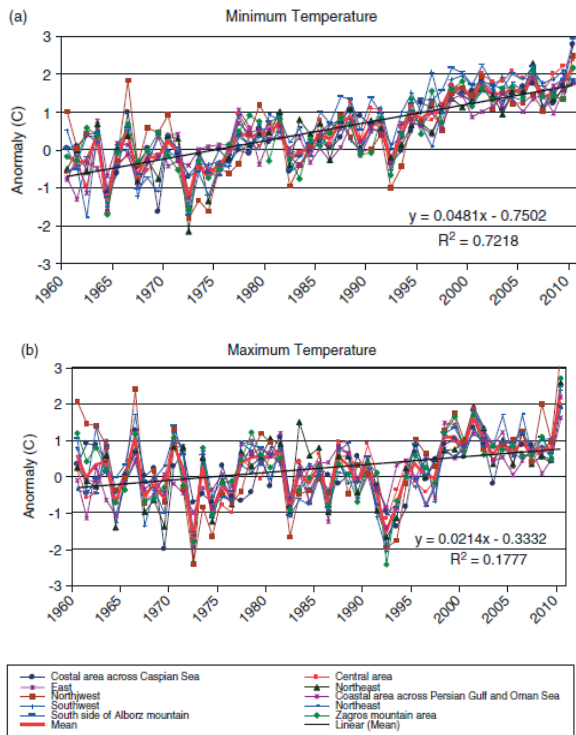 (a) Minimum Temperature
3
2
1
0
-1
-2
-3
Anormaly (C)
y = 0.0481x - 0.7502
R² = 0.7218
1960 1965 1970 1975 1980 1985 1990 1995 2000 2005 2010
(b) Maximum Temperature
3
2
1
0
-1
-2
-3
Anormaly (C)
y = 0.0214x - 0.3332
R² = 0.1777
1960 1965 1970 1975 1980 1985 1990 1995 2000 2005 2010
Costal area across Caspian Sea
East
Northjwest
Southwest
South side of Alborz mountain
Mean
Central area
Northeast
Coastal area across Persian Gulf and Oman Sea
Northeast
Zagros mountain area
Linear (Mean)